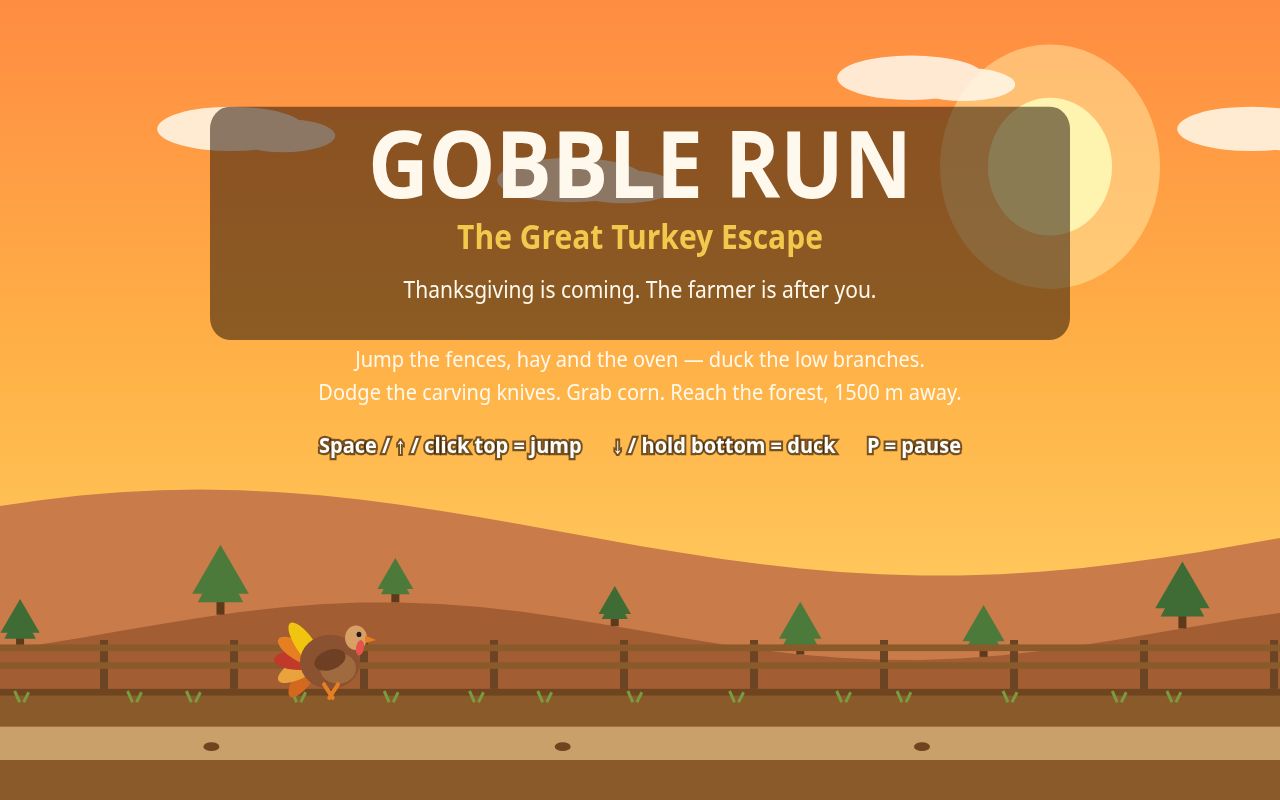 GOBBLE RUN
The Great Turkey Escape
Thanksgiving is coming. The farmer is after you.
Jump the fences, hay and the oven — duck the low branches.
Dodge the carving knives. Grab corn. Reach the forest, 1500 m away.
Space / ↑ / click top = jump ↓ / hold bottom = duck P = pause